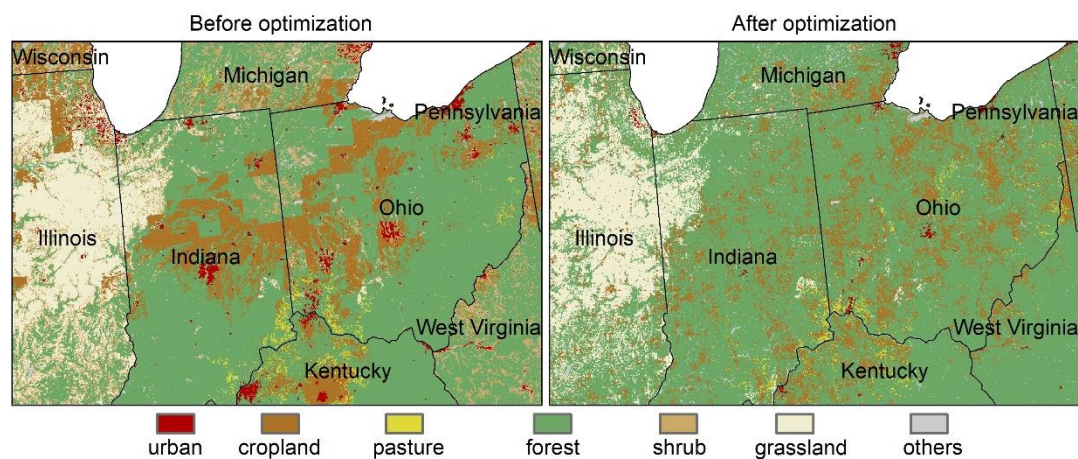 Before optimization
After optimization
Wisconsin
Michigan
Pennsylvania
Illinois
Indiana
Ohio
West Virginia
Kentucky
Wisconsin
Michigan
Pennsylvania
Illinois
Indiana
Ohio
West Virginia
Kentucky
urban
cropland
pasture
forest
shrub
grassland
others